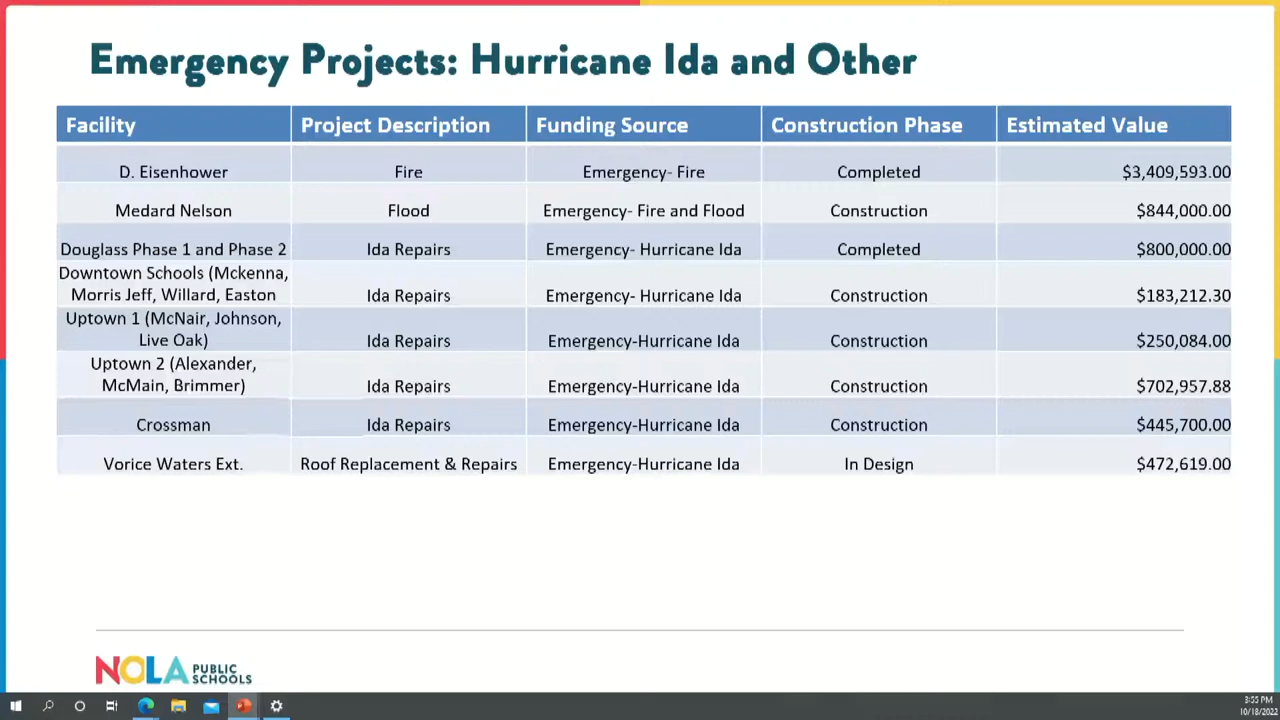 Emergency Projects: Hurricane Ida and Other
Facility Project Description Funding Source Construction Phase Estimated Value
D. Eisenhower Fire Emergency- Fire Completed $3,409,593.00
Medard Nelson Flood Emergency- Fire and Flood Construction $844,000.00
Douglass Phase 1 and Phase 2 Ida Repairs Emergency- Hurricane Ida Completed $800,000.00
Downtown Schools (Mckenna,
Morris Jeff, Willard, Easton Ida Repairs Emergency- Hurricane Ida Construction $183,212.30
Uptown 1 (McNair, Johnson,
Live Oak) Ida Repairs Emergency-Hurricane Ida Construction $250,084.00
Uptown 2 (Alexander,
McMain, Brimmer) Ida Repairs Emergency-Hurricane Ida Construction $702,957.88
Crossman Ida Repairs Emergency-Hurricane Ida Construction $445,700.00
Vorice Waters Ext. Roof Replacement & Repairs Emergency-Hurricane Ida In Design $472,619.00
NOLA PUBLIC
SCHOOLS
3:55 PM
10/18/2022